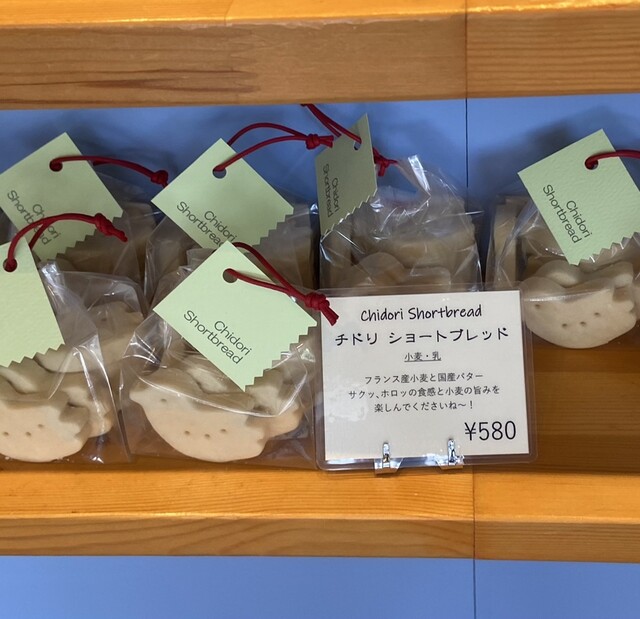 Chidori
Shortbread
Chidori
Shortbread
Chidori
Shortbread
Chidori
Shortbread
Chidori
Shortbread
Chidori Shortbread
チドリ ショートブレッド
小麦・乳
フランス産小麦と国産バター
サクッ、ホロッの食感と小麦の旨みを
楽しんでくださいね〜！
¥580